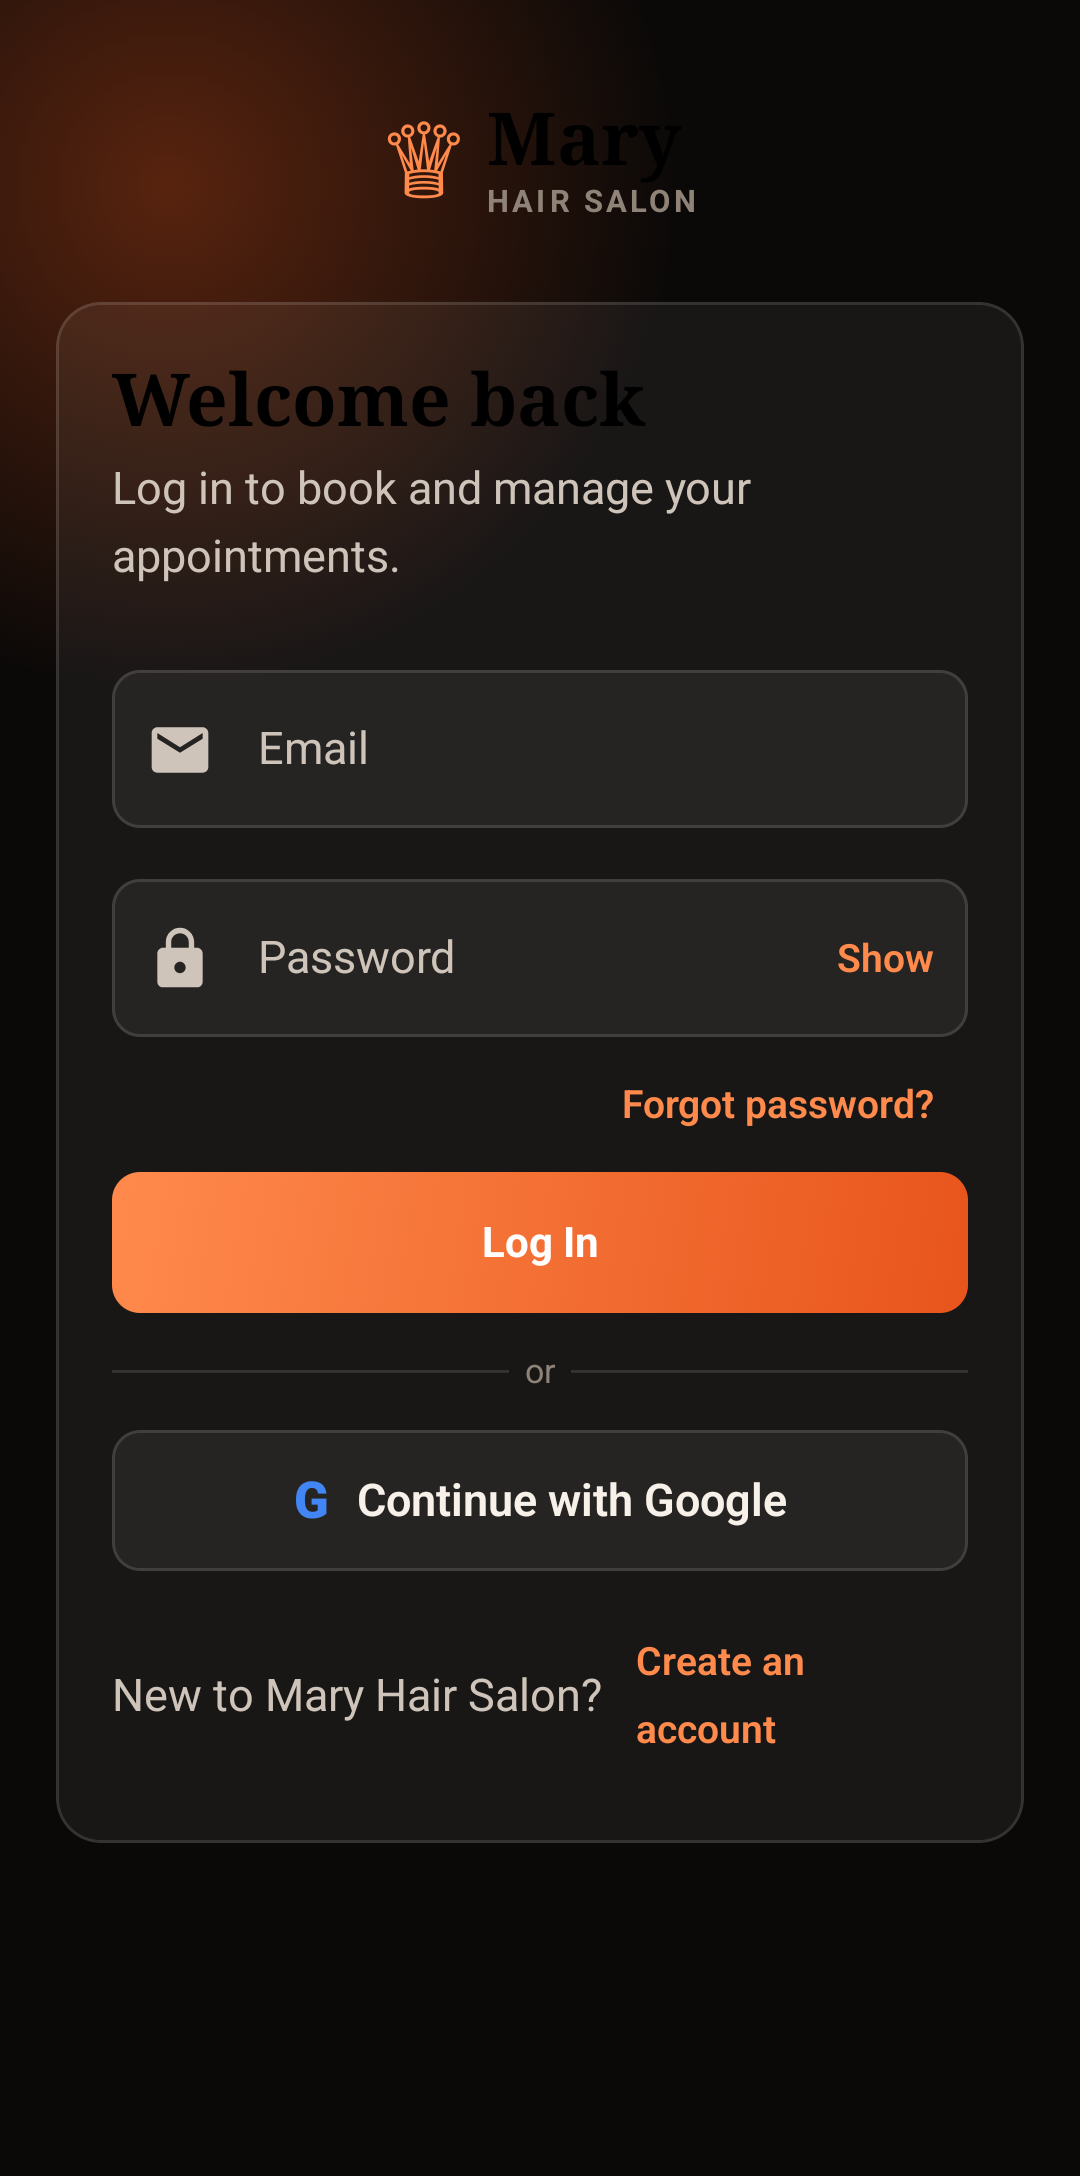 Mary
HAIR SALON
Welcome back
Log in to book and manage your
appointments.
Email
Password
Show
Forgot password?
Log In
or
G Continue with Google
New to Mary Hair Salon?
Create an
account